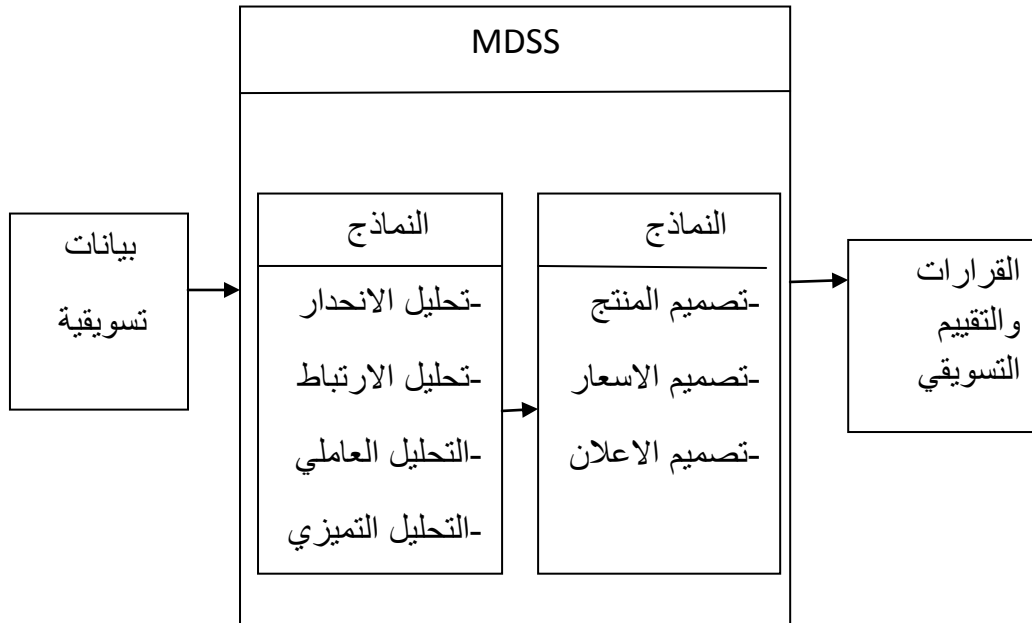 MDSS
بيانات
تسويقية
النماذج
-تحليل الانحدار
-تحليل الارتباط
-التحليل العاملي
-التحليل التميزي
النماذج
-تصميم المنتج
-تصميم الاسعار
-تصميم الاعلان
القرارات
والتقييم
التسويقي